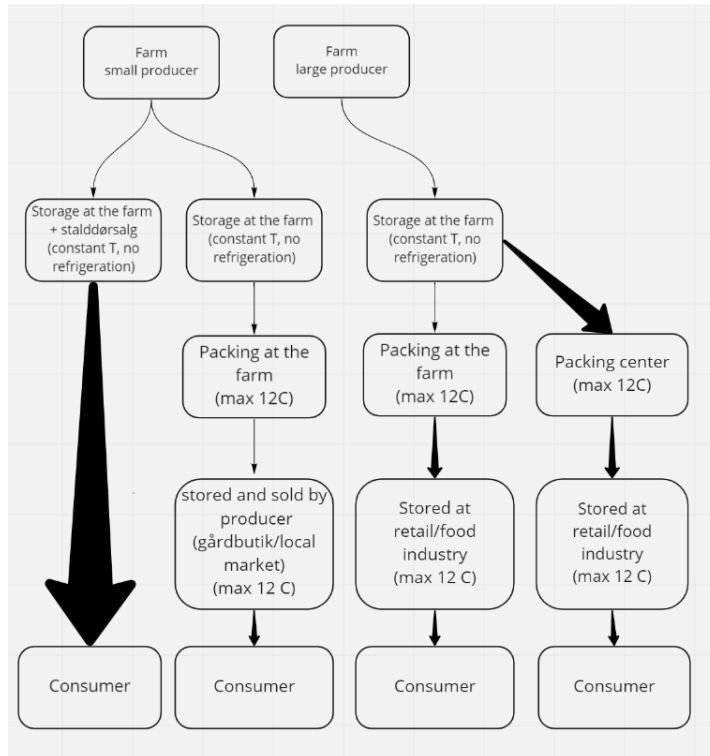 Farm
small producer
Farm
large producer
Storage at the farm
+ stalddørsalg
(constant T, no
refrigeration)
Storage at the farm
(constant T, no
refrigeration)
Storage at the farm
(constant T, no
refrigeration)
Packing at the
farm
(max 12C)
Packing at the
farm
(max 12C)
Packing center
(max 12C)
stored and sold by
producer
(gårdbutik/local
market)
(max 12 C)
Stored at
retail/food
industry
(max 12 C)
Stored at
retail/food
industry
(max 12 C)
Consumer
Consumer
Consumer
Consumer